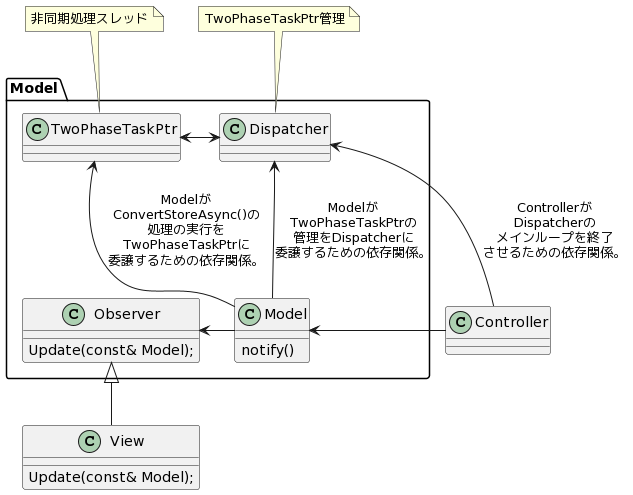 非同期処理スレッド
TwoPhaseTaskPtr管理
Model
C TwoPhaseTaskPtr
C Dispatcher
Modelが
ConvertStoreAsync()の
処理の実行を
TwoPhaseTaskPtrに
委譲するための依存関係。
Modelが
TwoPhaseTaskPtrの
管理をDispatcherに
委譲するための依存関係。
Controllerが
Dispatcherの
メインループを終了
させるための依存関係。
C Observer
Update(const& Model);
C Model
notify()
C Controller
C View
Update(const& Model);